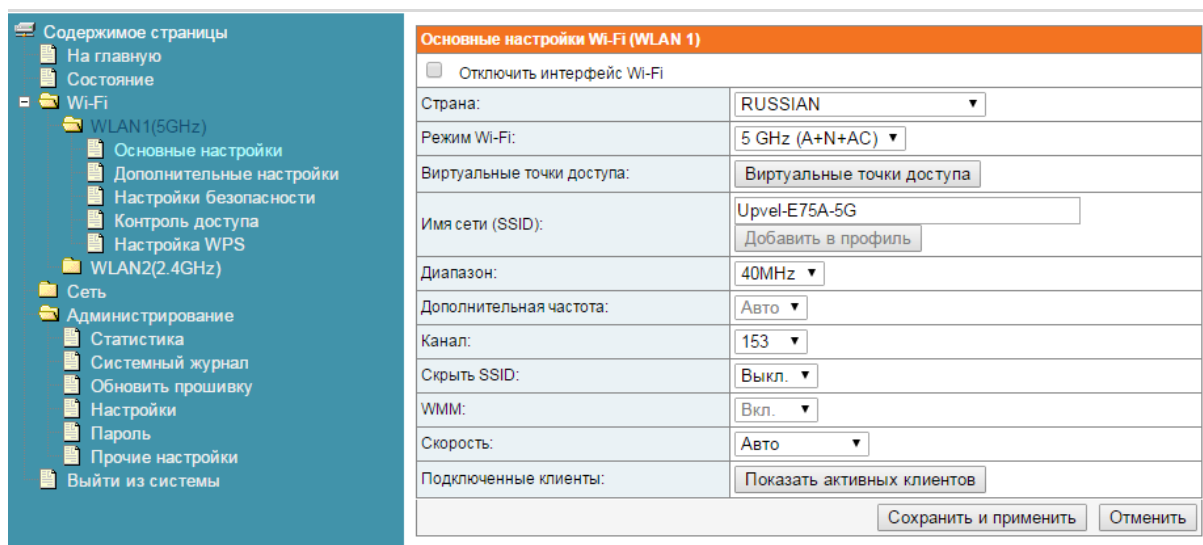 Содержимое страницы
На главную
Состояние
Wi-Fi
WLAN1(5GHz)
Основные настройки
Дополнительные настройки
Настройки безопасности
Контроль доступа
Настройка WPS
WLAN2(2.4GHz)
Сеть
Администрирование
Статистика
Системный журнал
Обновить прошивку
Настройки
Пароль
Прочие настройки
Выйти из системы
Основные настройки Wi-Fi (WLAN 1)
Отключить интерфейс Wi-Fi
Страна: RUSSIAN
Режим Wi-Fi: 5 GHz (A+N+AC)
Виртуальные точки доступа: Виртуальные точки доступа
Имя сети (SSID): Upvel-E75A-5G
Добавить в профиль
Диапазон: 40MHz
Дополнительная частота: Авто
Канал: 153
Скрыть SSID: Выкл.
WMM: Вкл.
Скорость: Авто
Подключенные клиенты: Показать активных клиентов
Сохранить и применить Отменить